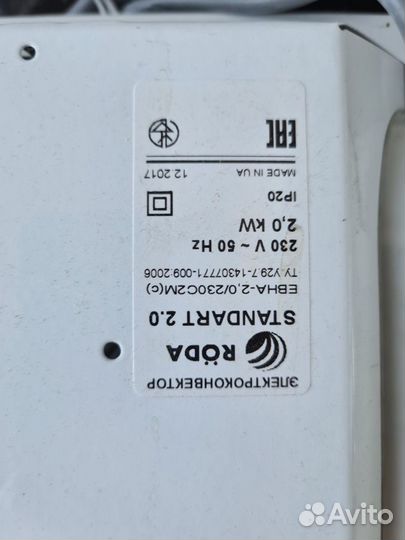 ЭЛЕКТРОКОНВЕКТОР
RÖDA
STANDART 2.0
ЕВНА-2,0/230С2М(с)
ТУ У29.7-14307771-009:2006
230 V ~ 50 Hz
2,0 kW
IP20
MADE IN UA 12 2017
EAC
Avito